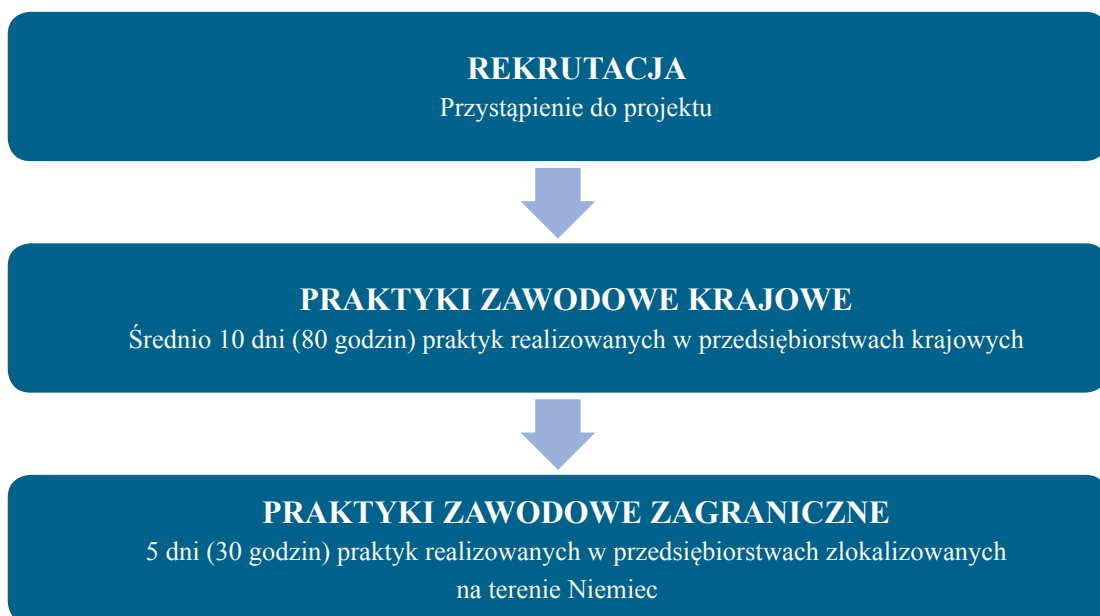 REKRUTACJA
Przystąpienie do projektu
PRAKTYKI ZAWODOWE KRAJOWE
Średnio 10 dni (80 godzin) praktyk realizowanych w przedsiębiorstwach krajowych
PRAKTYKI ZAWODOWE ZAGRANICZNE
5 dni (30 godzin) praktyk realizowanych w przedsiębiorstwach zlokalizowanych
na terenie Niemiec